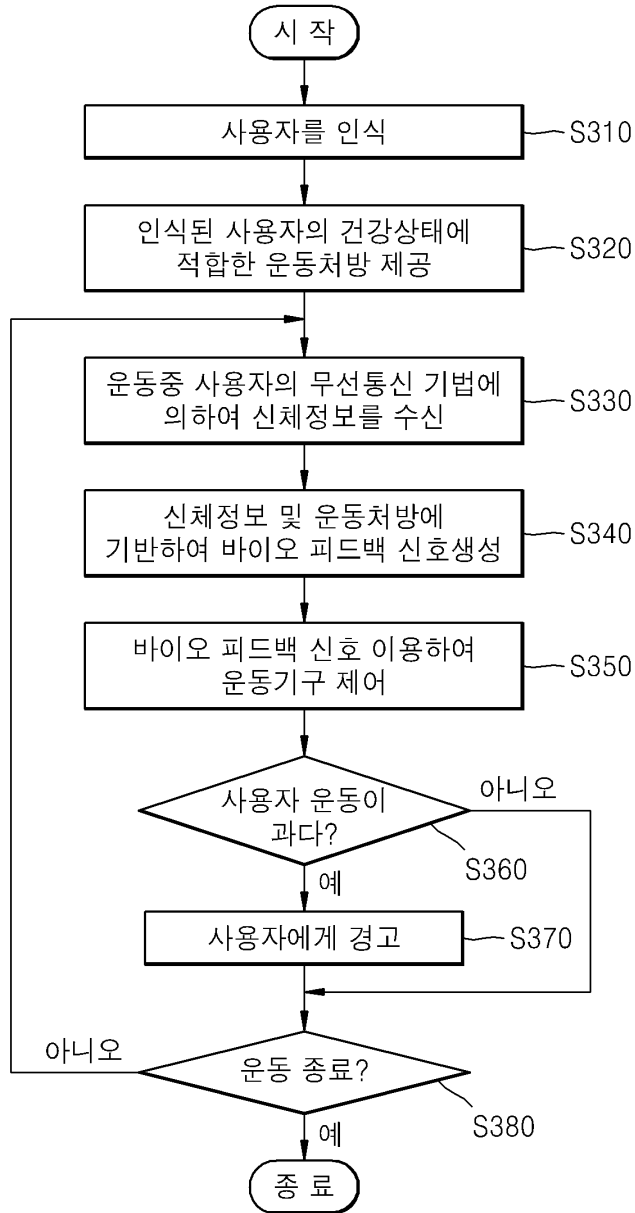 시 작
사용자를 인식
S310
인식된 사용자의 건강상태에
적합한 운동처방 제공
S320
운동중 사용자의 무선통신 기법에
의하여 신체정보를 수신
S330
신체정보 및 운동처방에
기반하여 바이오 피드백 신호생성
S340
바이오 피드백 신호 이용하여
운동기구 제어
S350
사용자 운동이
과다?
아니오
S360
예
사용자에게 경고
S370
아니오
운동 종료?
S380
예
종 료